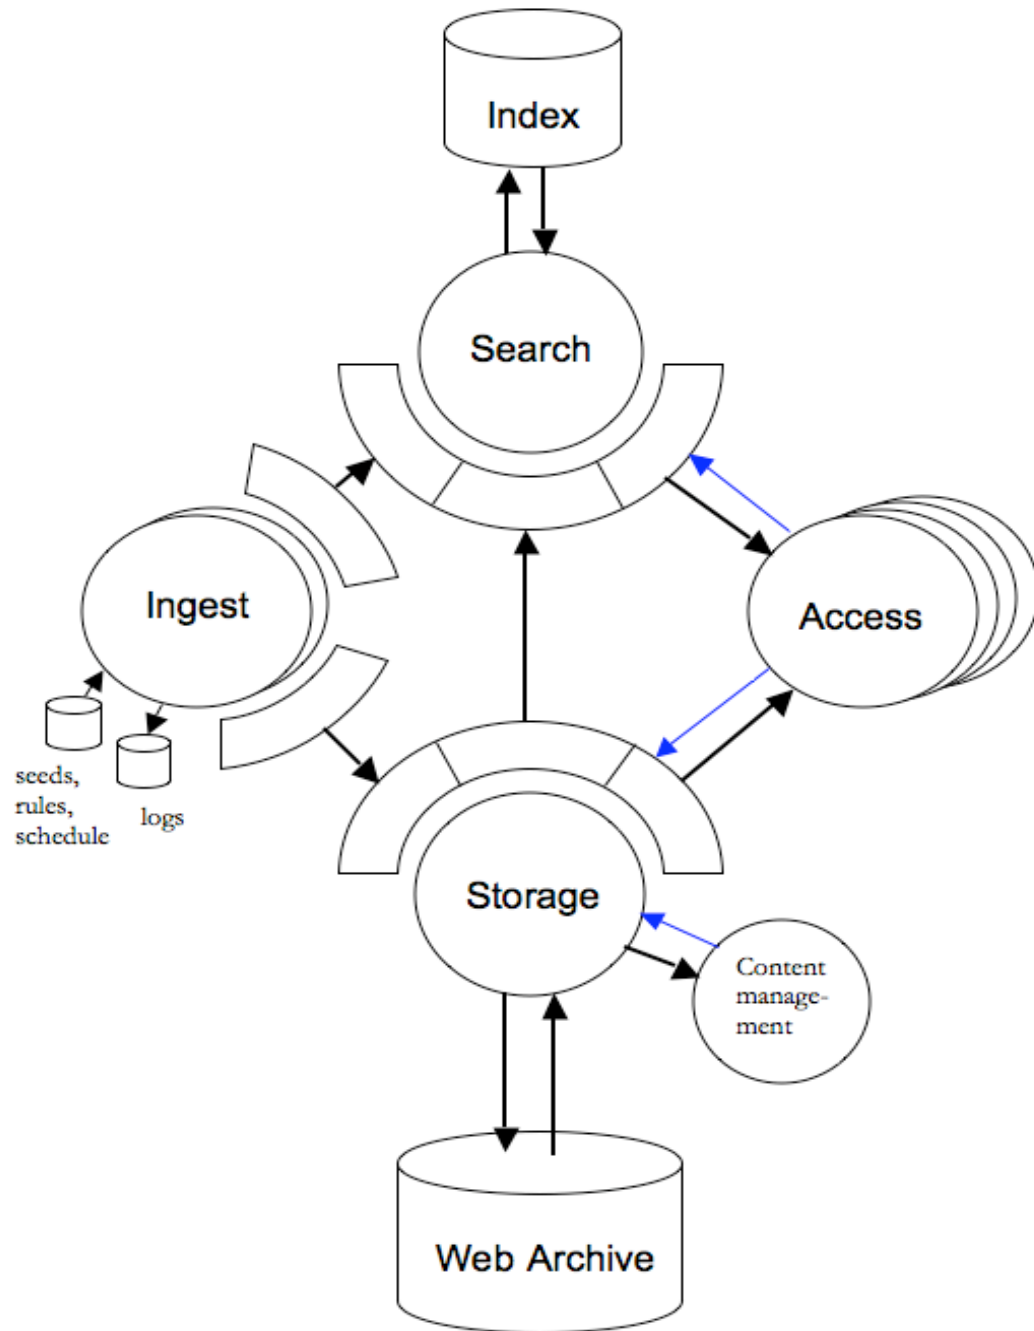 Index
Search
Ingest
Access
seeds,
rules,
schedule
logs
Storage
Content
manage-
ment
Web Archive